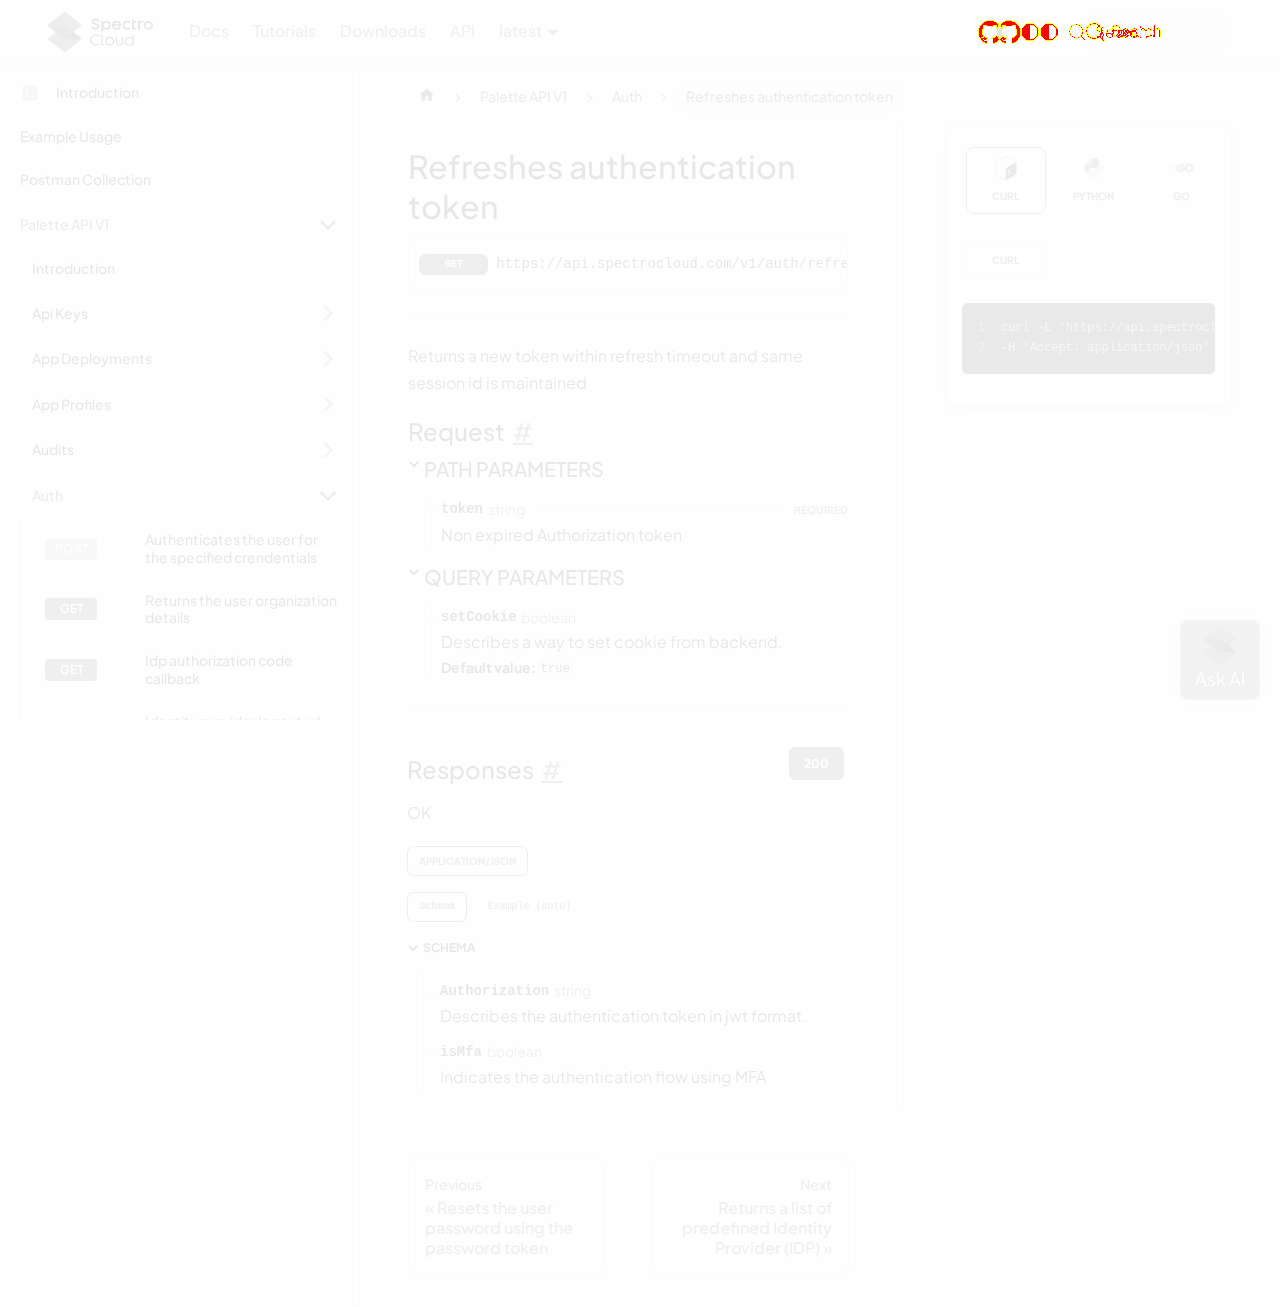 Spectro
Cloud
Docs
Tutorials
Downloads
API
latest
Introduction
Example Usage
Postman Collection
Palette API V1
Introduction
Api Keys
App Deployments
App Profiles
Audits
Auth
POST
Authenticates the user for
the specified crendentials
GET
Returns the user organization
details
GET
Idp authorization code
callback
Palette API V1
Auth
Refreshes authentication token
Refreshes authentication
token
GET
https://api.spectrocloud.com/v1/auth/refre
Returns a new token within refresh timeout and same
session id is maintained
Request #
PATH PARAMETERS
token string
REQUIRED
Non expired Authorization token
QUERY PARAMETERS
setCookie boolean
Describes a way to set cookie from backend.
Default value: true
Responses #
200
OK
APPLICATION/JSON
Schema
Example (auto)
SCHEMA
Authorization string
Describes the authentication token in jwt format.
isMfa boolean
Indicates the authentication flow using MFA
Previous
« Resets the user
password using the
password token
Next
Returns a list of
predefined Identity
Provider (IDP) »
CURL
PYTHON
GO
GO
CURL
1 curl -L 'https://api.spectrocl
2 -H 'Accept: application/json'
Ask AI